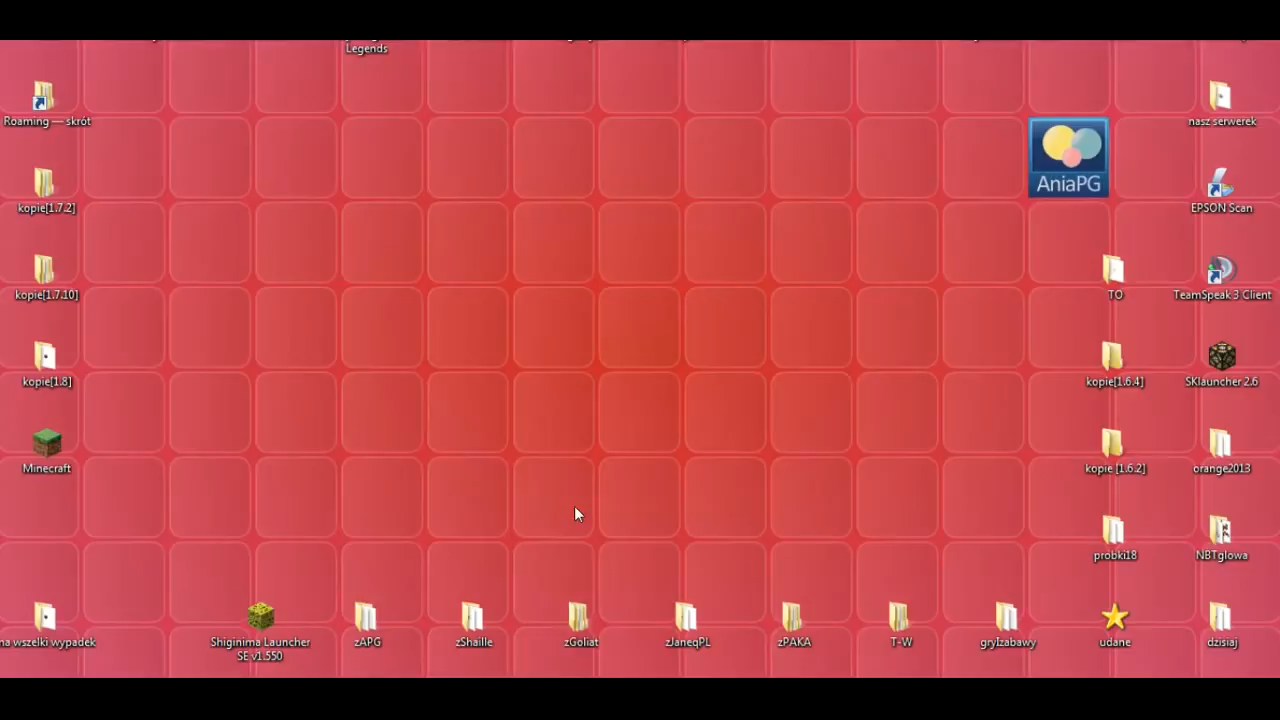 Legends
Roaming — skrót
nasz serwerek
AniaPG
kopie[1.7.2]
EPSON Scan
kopie[1.7.10]
TO
TeamSpeak 3 Client
kopie[1.8]
kopie[1.6.4]
SKlauncher 2.6
Minecraft
kopie [1.6.2]
orange2013
probki18
NBTglowa
na wszelki wypadek
Shiginima Launcher
SE v1.550
zAPG
zShaille
zGoliat
zJaneqPL
zPAKA
T-W
gryIzabawy
udane
dzisiaj